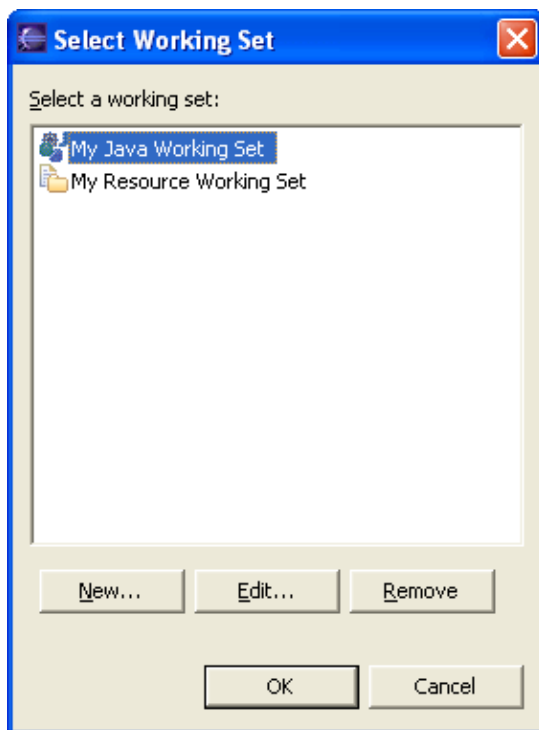 Select Working Set
Select a working set:
My Java Working Set
My Resource Working Set
New... Edit... Remove
OK Cancel